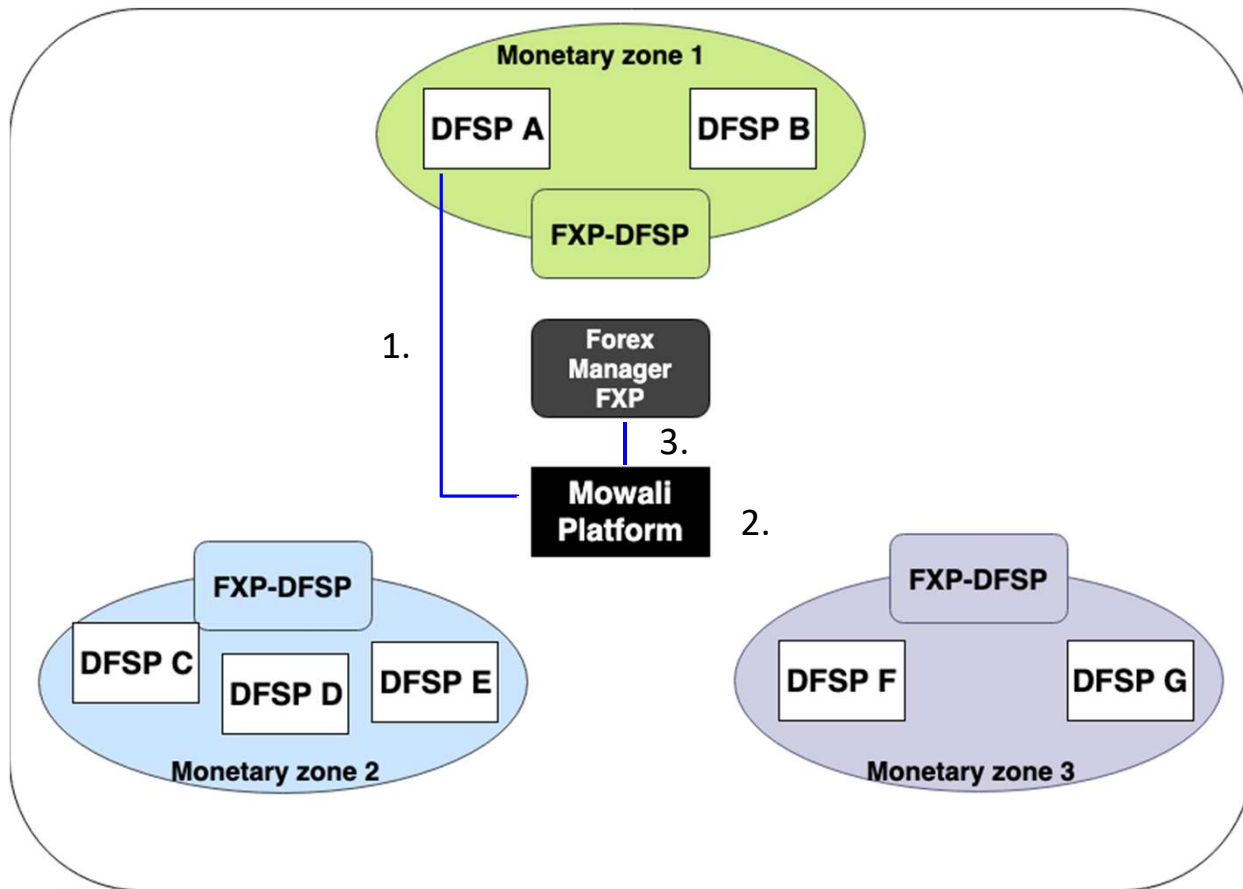 Monetary zone 1
DFSP A
DFSP B
FXP-DFSP
1.
Forex
Manager
FXP
3.
Mowali
Platform
2.
FXP-DFSP
DFSP C
DFSP D
DFSP E
Monetary zone 2
FXP-DFSP
DFSP F
DFSP G
Monetary zone 3